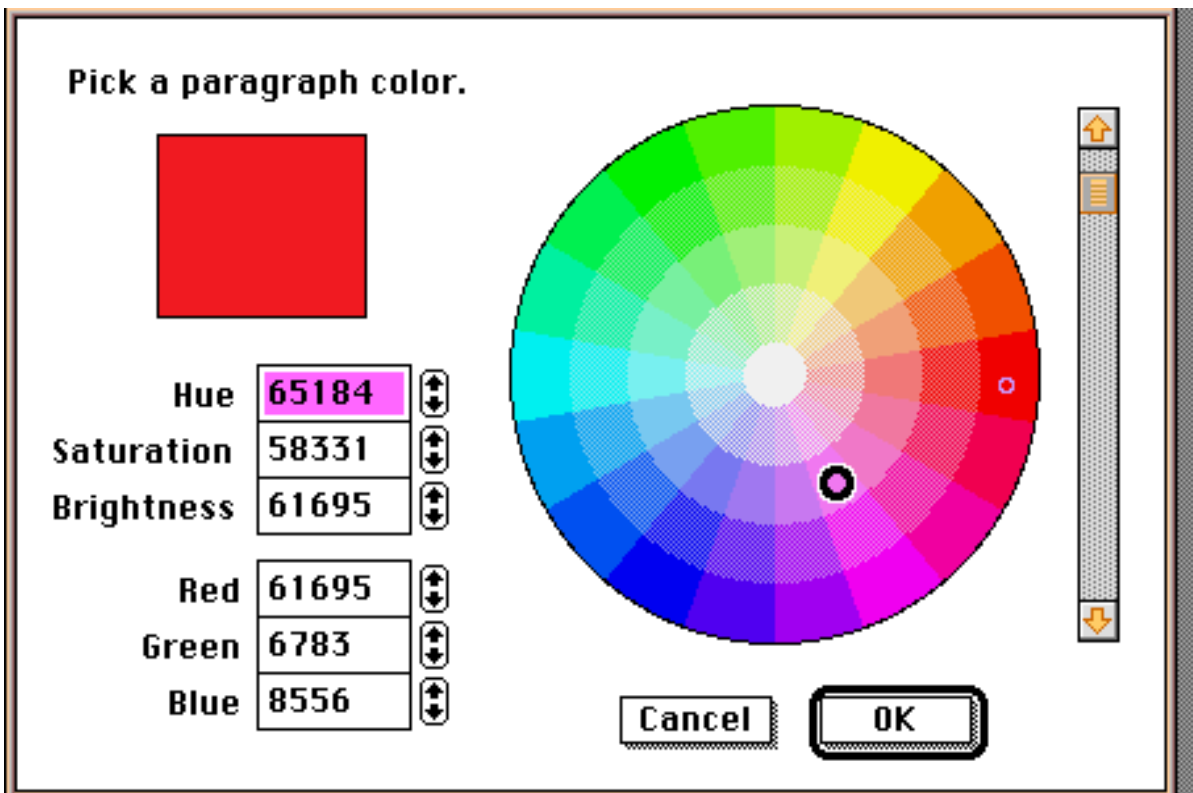 Pick a paragraph color.
Hue 65184
Saturation 58331
Brightness 61695
Red 61695
Green 6783
Blue 8556
Cancel OK